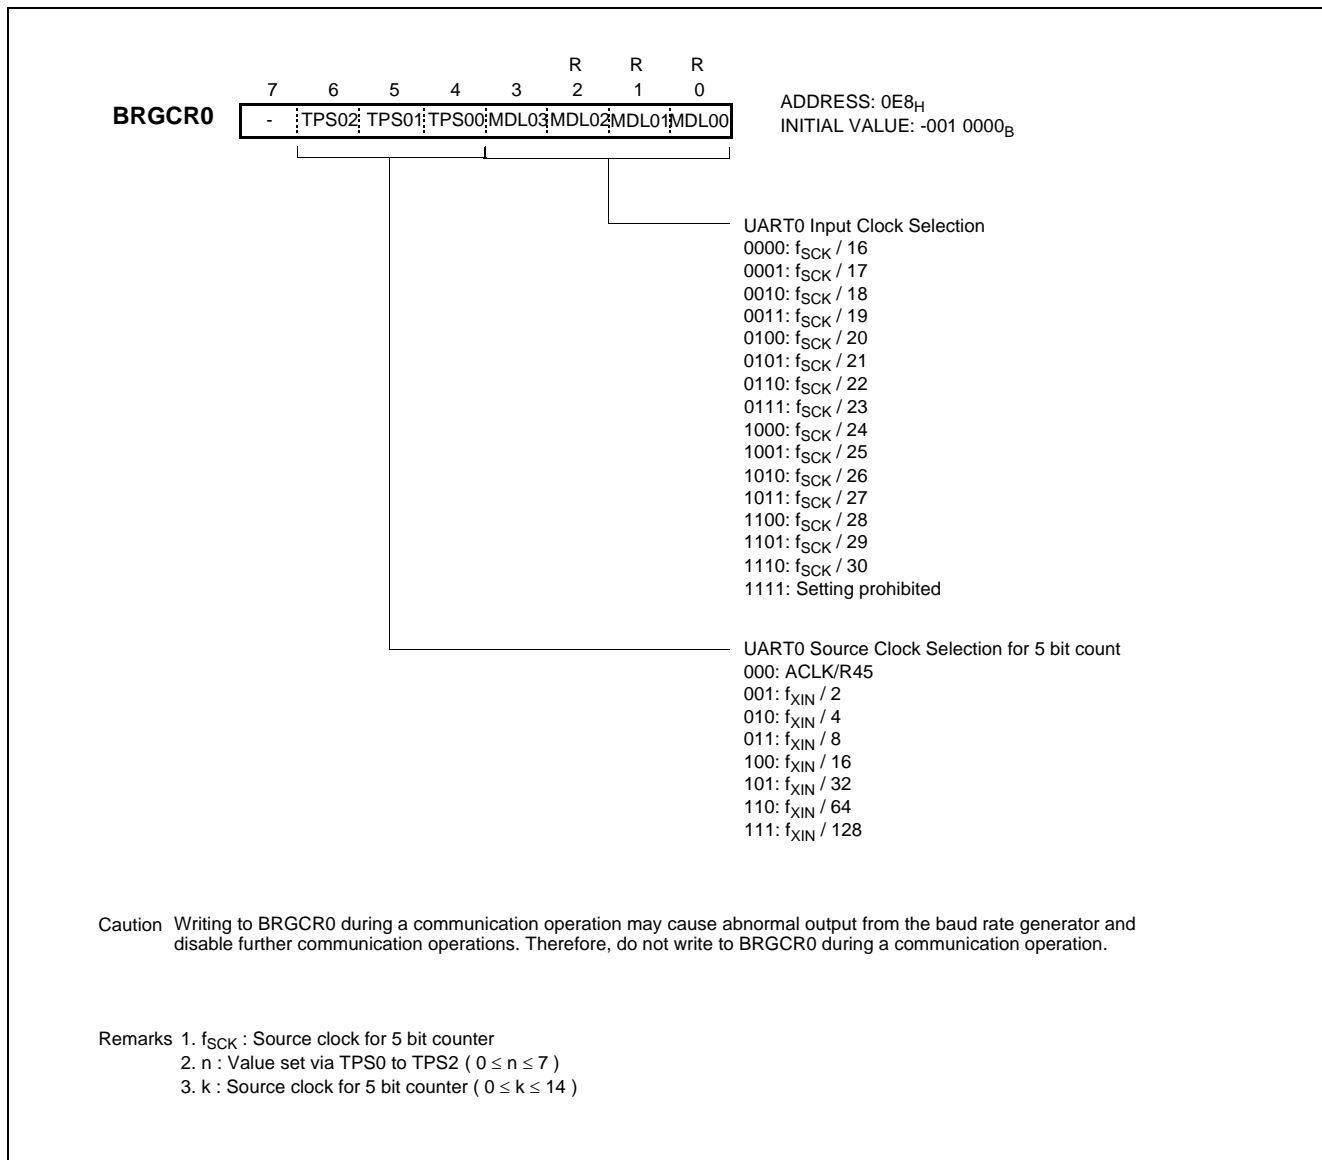 R R R
7 6 5 4 3 2 1 0
BRGCR0 - TPS02 TPS01 TPS00 MDL03 MDL02 MDL01 MDL00
ADDRESS: 0E8H
INITIAL VALUE: -001 0000B
UART0 Input Clock Selection
0000: fSCK / 16
0001: fSCK / 17
0010: fSCK / 18
0011: fSCK / 19
0100: fSCK / 20
0101: fSCK / 21
0110: fSCK / 22
0111: fSCK / 23
1000: fSCK / 24
1001: fSCK / 25
1010: fSCK / 26
1011: fSCK / 27
1100: fSCK / 28
1101: fSCK / 29
1110: fSCK / 30
1111: Setting prohibited
UART0 Source Clock Selection for 5 bit count
000: ACLK/R45
001: fXIN / 2
010: fXIN / 4
011: fXIN / 8
100: fXIN / 16
101: fXIN / 32
110: fXIN / 64
111: fXIN / 128
Caution Writing to BRGCR0 during a communication operation may cause abnormal output from the baud rate generator and
disable further communication operations. Therefore, do not write to BRGCR0 during a communication operation.
Remarks 1. fSCK : Source clock for 5 bit counter
2. n : Value set via TPS0 to TPS2 ( 0 ≤ n ≤ 7 )
3. k : Source clock for 5 bit counter ( 0 ≤ k ≤ 14 )